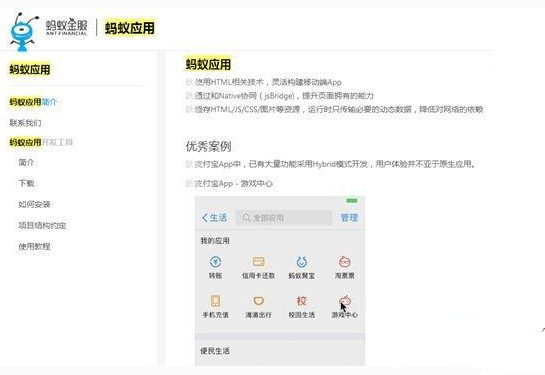 蚂蚁金服
ANT FINANCIAL
蚂蚁应用
蚂蚁应用
蚂蚁应用简介
联系我们
蚂蚁应用开发工具
简介
下载
如何安装
项目结构约定
使用教程
蚂蚁应用
使用HTML相关技术，灵活构建移动端App
通过和Native协同（jsBridge)，提升页面拥有的能力
缓存HTML/JS/CSS/图片等资源，运行时只传输必要的动态数据，降低对网络的依赖
优秀案例
支付宝App中，已有大量功能采用Hybrid模式开发，用户体验并不亚于原生应用。
支付宝App - 游戏中心
生活
全部应用
管理
我的应用
转账
信用卡还款
蚂蚁聚宝
淘票票
校
手机充值
滴滴出行
校园生活
游戏中心
便民生活